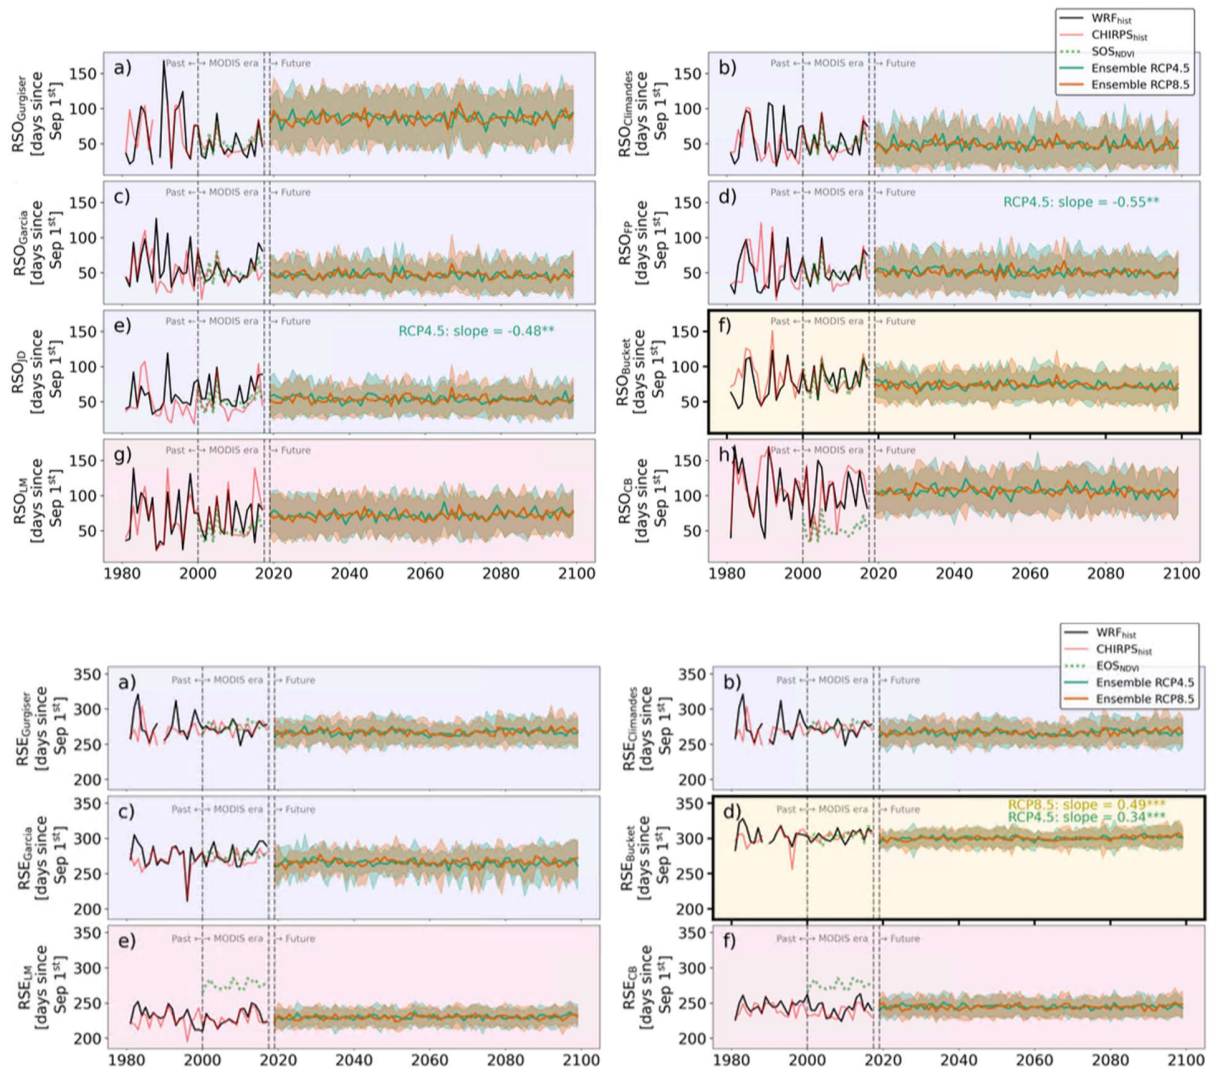 WRFhist
CHIRPShist
SOSNDVI
Ensemble RCP4.5
Ensemble RCP8.5
a)
Past ←
→ MODIS era
→ Future
RSOGurgiser
[days since
Sep 1st]
150
100
50
b)
Past ←
→ MODIS era
→ Future
RSOClimandes
[days since
Sep 1st]
150
100
50
c)
Past ←
→ MODIS era
→ Future
RSOGarcia
[days since
Sep 1st]
150
100
50
d)
Past ←
→ MODIS era
→ Future
RCP4.5: slope = -0.55**
RSOFP
[days since
Sep 1st]
150
100
50
e)
Past ←
→ MODIS era
→ Future
RCP4.5: slope = -0.48**
RSOJD
[days since
Sep 1st]
150
100
50
f)
Past ←
→ MODIS era
→ Future
RSOBucket
[days since
Sep 1st]
150
100
50
g)
Past ←
→ MODIS era
→ Future
RSOLM
[days since
Sep 1st]
150
100
50
1980 2000 2020 2040 2060 2080 2100
h)
Past ←
→ MODIS era
→ Future
RSOCB
[days since
Sep 1st]
150
100
50
1980 2000 2020 2040 2060 2080 2100
WRFhist
CHIRPShist
EOSNDVI
Ensemble RCP4.5
Ensemble RCP8.5
a)
Past ←
→ MODIS era
→ Future
RSEGurgiser
[days since
Sep 1st]
350
300
250
200
b)
Past ←
→ MODIS era
→ Future
RSEClimandes
[days since
Sep 1st]
350
300
250
200
c)
Past ←
→ MODIS era
→ Future
RSEGarcia
[days since
Sep 1st]
350
300
250
200
d)
Past ←
→ MODIS era
→ Future
RCP8.5: slope = 0.49***
RCP4.5: slope = 0.34***
RSEBucket
[days since
Sep 1st]
350
300
250
200
e)
Past ←
→ MODIS era
→ Future
RSELM
[days since
Sep 1st]
350
300
250
200
1980 2000 2020 2040 2060 2080 2100
f)
Past ←
→ MODIS era
→ Future
RSECB
[days since
Sep 1st]
350
300
250
200
1980 2000 2020 2040 2060 2080 2100